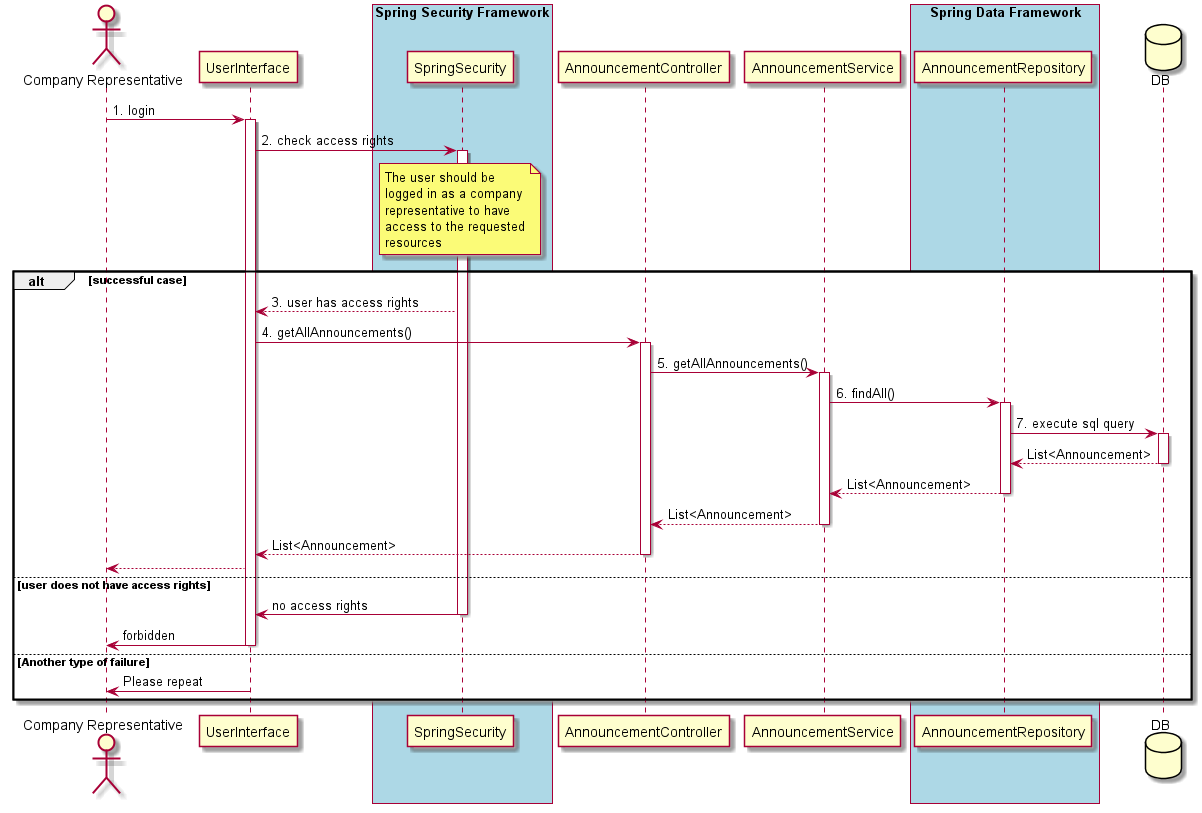 Spring Security Framework
Spring Data Framework
Company Representative
UserInterface
SpringSecurity
AnnouncementController
AnnouncementService
AnnouncementRepository
DB
1. login
2. check access rights
The user should be
logged in as a company
representative to have
access to the requested
resources
alt
[successful case]
3. user has access rights
4. getAllAnnouncements()
5. getAllAnnouncements()
6. findAll()
7. execute sql query
List<Announcement>
List<Announcement>
List<Announcement>
List<Announcement>
[user does not have access rights]
no access rights
forbidden
[Another type of failure]
Please repeat
Company Representative
UserInterface
SpringSecurity
AnnouncementController
AnnouncementService
AnnouncementRepository
DB